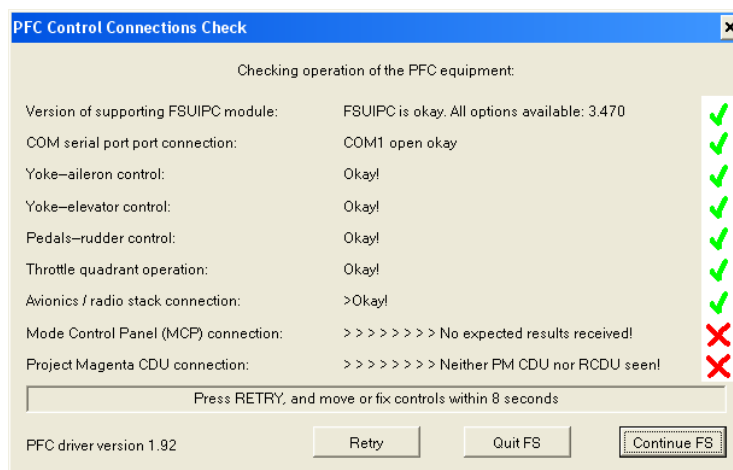 PFC Control Connections Check
Checking operation of the PFC equipment:
Version of supporting FSUIPC module: FSUIPC is okay. All options available: 3.470
COM serial port port connection: COM1 open okay
Yoke–aileron control: Okay!
Yoke–elevator control: Okay!
Pedals–rudder control: Okay!
Throttle quadrant operation: Okay!
Avionics / radio stack connection: >Okay!
Mode Control Panel (MCP) connection: > > > > > > > > No expected results received!
Project Magenta CDU connection: > > > > > > > > Neither PM CDU nor RCDU seen!
Press RETRY, and move or fix controls within 8 seconds
PFC driver version 1.92 Retry Quit FS Continue FS